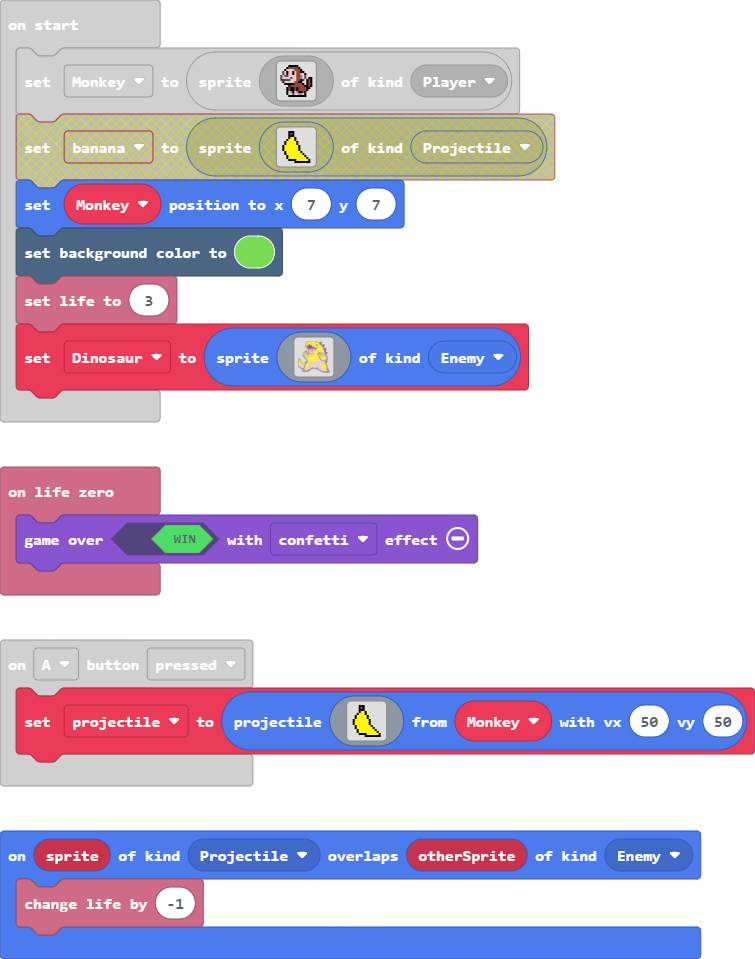 on start
set Monkey to sprite of kind Player
set banana to sprite of kind Projectile
set Monkey position to x 7 y 7
set background color to
set life to 3
set Dinosaur to sprite of kind Enemy
on life zero
game over WIN with confetti effect
on A button pressed
set projectile to projectile from Monkey with vx 50 vy 50
on sprite of kind Projectile overlaps otherSprite of kind Enemy
change life by -1